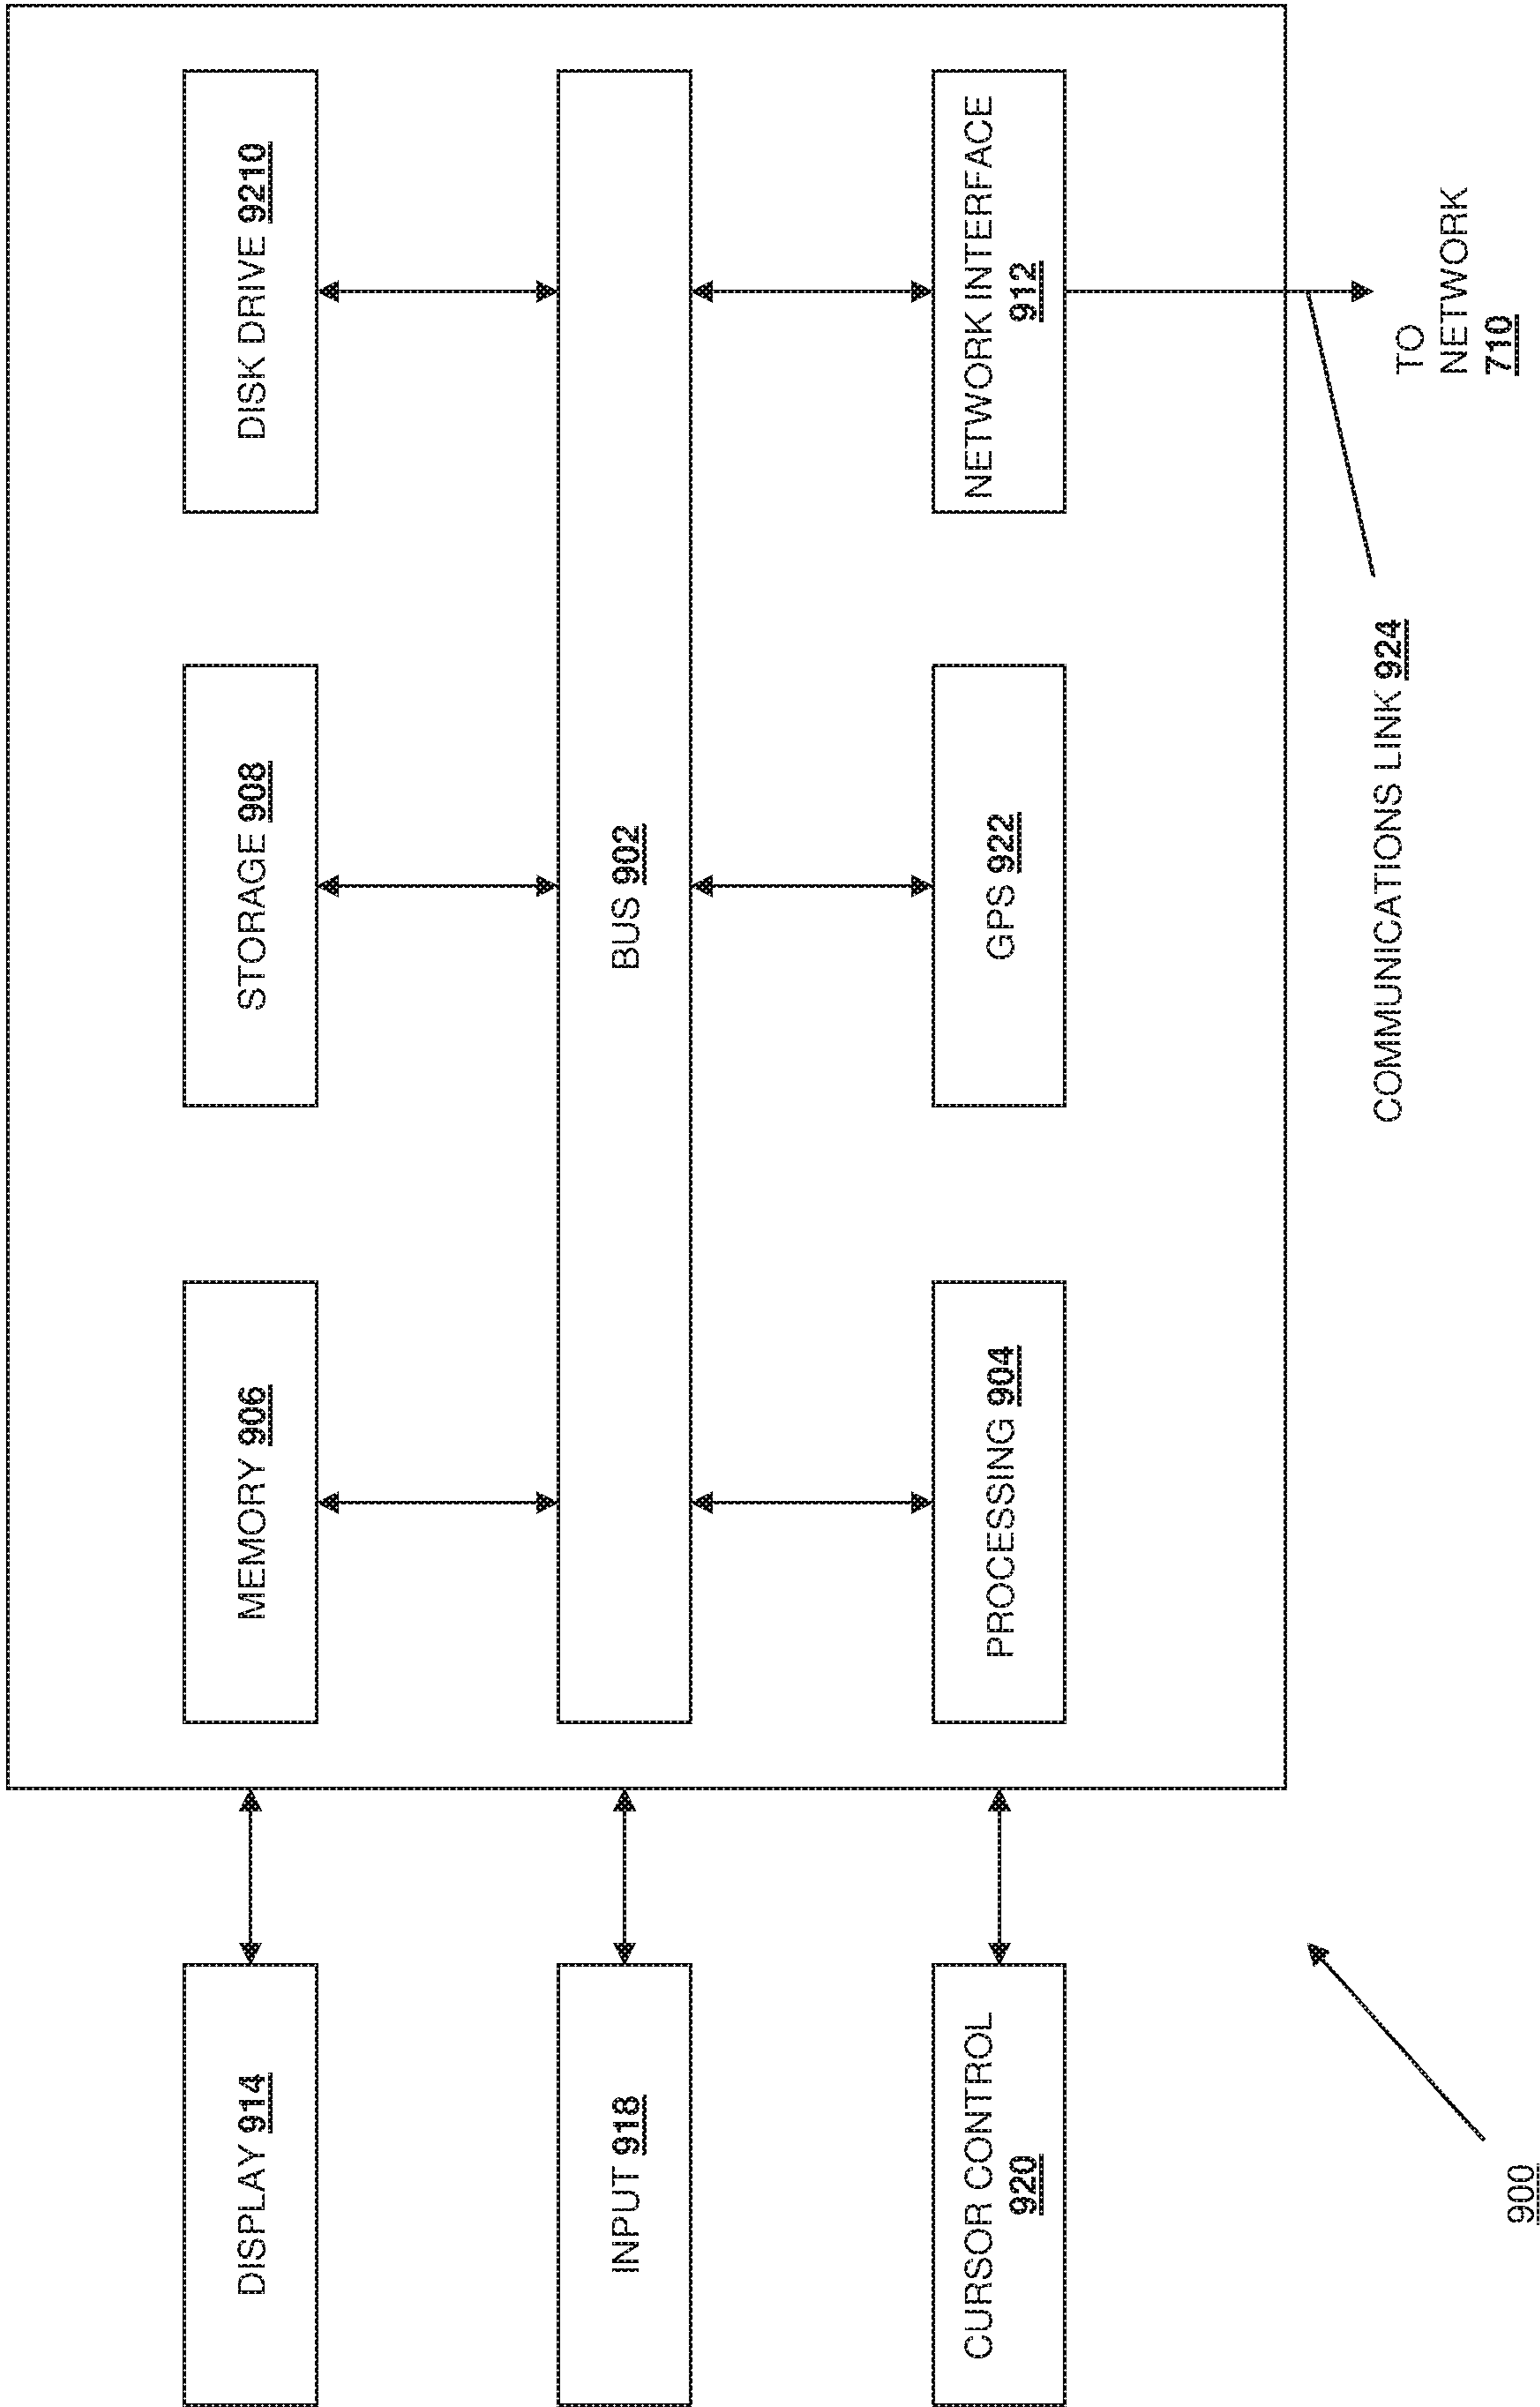 DISPLAY 914
MEMORY 906
STORAGE 908
DISK DRIVE 9210
INPUT 918
BUS 902
CURSOR CONTROL
920
PROCESSING 904
GPS 922
NETWORK INTERFACE
912
COMMUNICATIONS LINK 924
TO
NETWORK
710
900